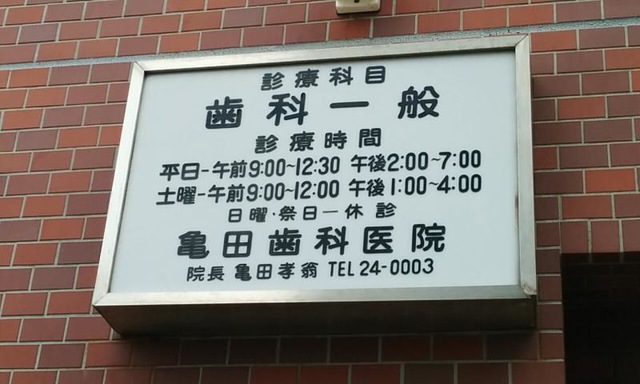 診療科目
歯科一般
診療時間
平日-午前9:00~12:30 午後2:00~7:00
土曜-午前9:00~12:00 午後1:00~4:00
日曜・祭日-休診
亀田歯科医院
院長 亀田孝翁 TEL 24-0003